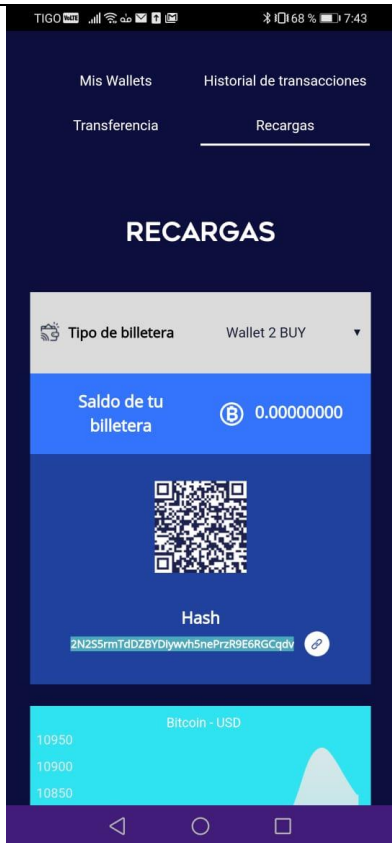 TIGO VoLTE 68 % 7:43
Mis Wallets Historial de transacciones
Transferencia Recargas
RECARGAS
Tipo de billetera Wallet 2 BUY
Saldo de tu
billetera 0.00000000
Hash
2N2S5rmTdDZBYDIywvh5nePrzR9E6RGCqdv
Bitcoin - USD
10950
10900
10850